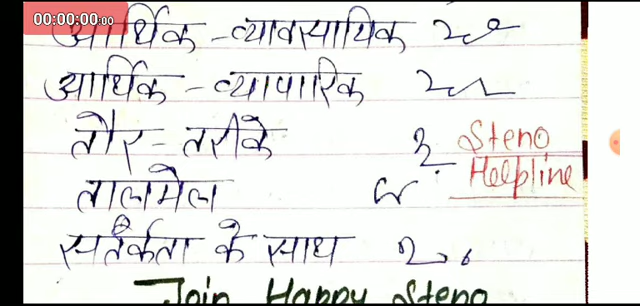 00:00:00:00
आर्थिक - व्यावसायिक
आर्थिक - व्यापारिक
तौर - तरीके
Steno
Helpline
तालमेल
सतर्कता के साथ
Join Happy Steno